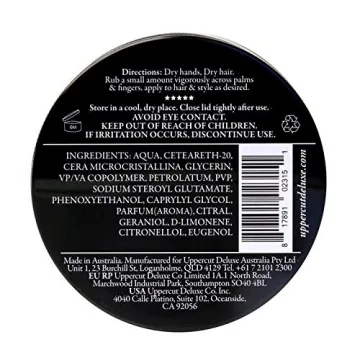 Directions: Dry hands, Dry hair.
Rub a small amount vigorously across palms
& fingers, apply to hair & style as desired.
★★★★★
Store in a cool, dry place. Close lid tightly after use.
AVOID EYE CONTACT.
KEEP OUT OF REACH OF CHILDREN.
IF IRRITATION OCCURS, DISCONTINUE USE.
6M
INGREDIENTS: AQUA, CETEARETH-20,
CERA MICROCRISTALLINA, GLYCERIN,
VP/VA COPOLYMER, PETROLATUM, PVP,
SODIUM STEROYL GLUTAMATE,
PHENOXYETHANOL, CAPRYLYL GLYCOL,
PARFUM(AROMA), CITRAL,
GERANIOL, D-LIMONENE,
CITRONELLOL, EUGENOL
8 17891 02315 1
uppercutdeluxe.com
Made in Australia. Manufactured by Uppercut Deluxe Australia Pty Ltd
Unit 1, 23 Burchill St, Loganholme, QLD 4129 Tel. +61 7 2101 2300
EU RP Uppercut Deluxe Co Limited 1A.1 North Road,
Marchwood Industrial Park, Southampton SO40 4BL
USA Uppercut Deluxe Co Inc.
4040 Calle Platino, Suite 102, Oceanside,
CA 92056